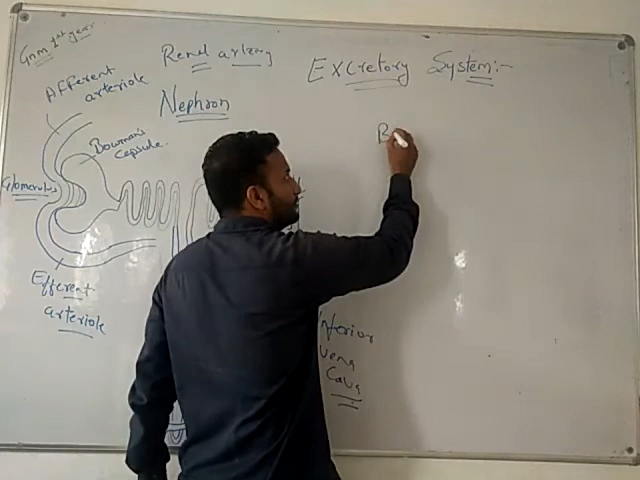 Gnm 1st year
Renal artery
Excretory System:-
Afferent
arteriole
Nephron
Bowman's
Capsule.
Glomerulus
Efferent
arteriole
B
Inferior
Vena
Cava